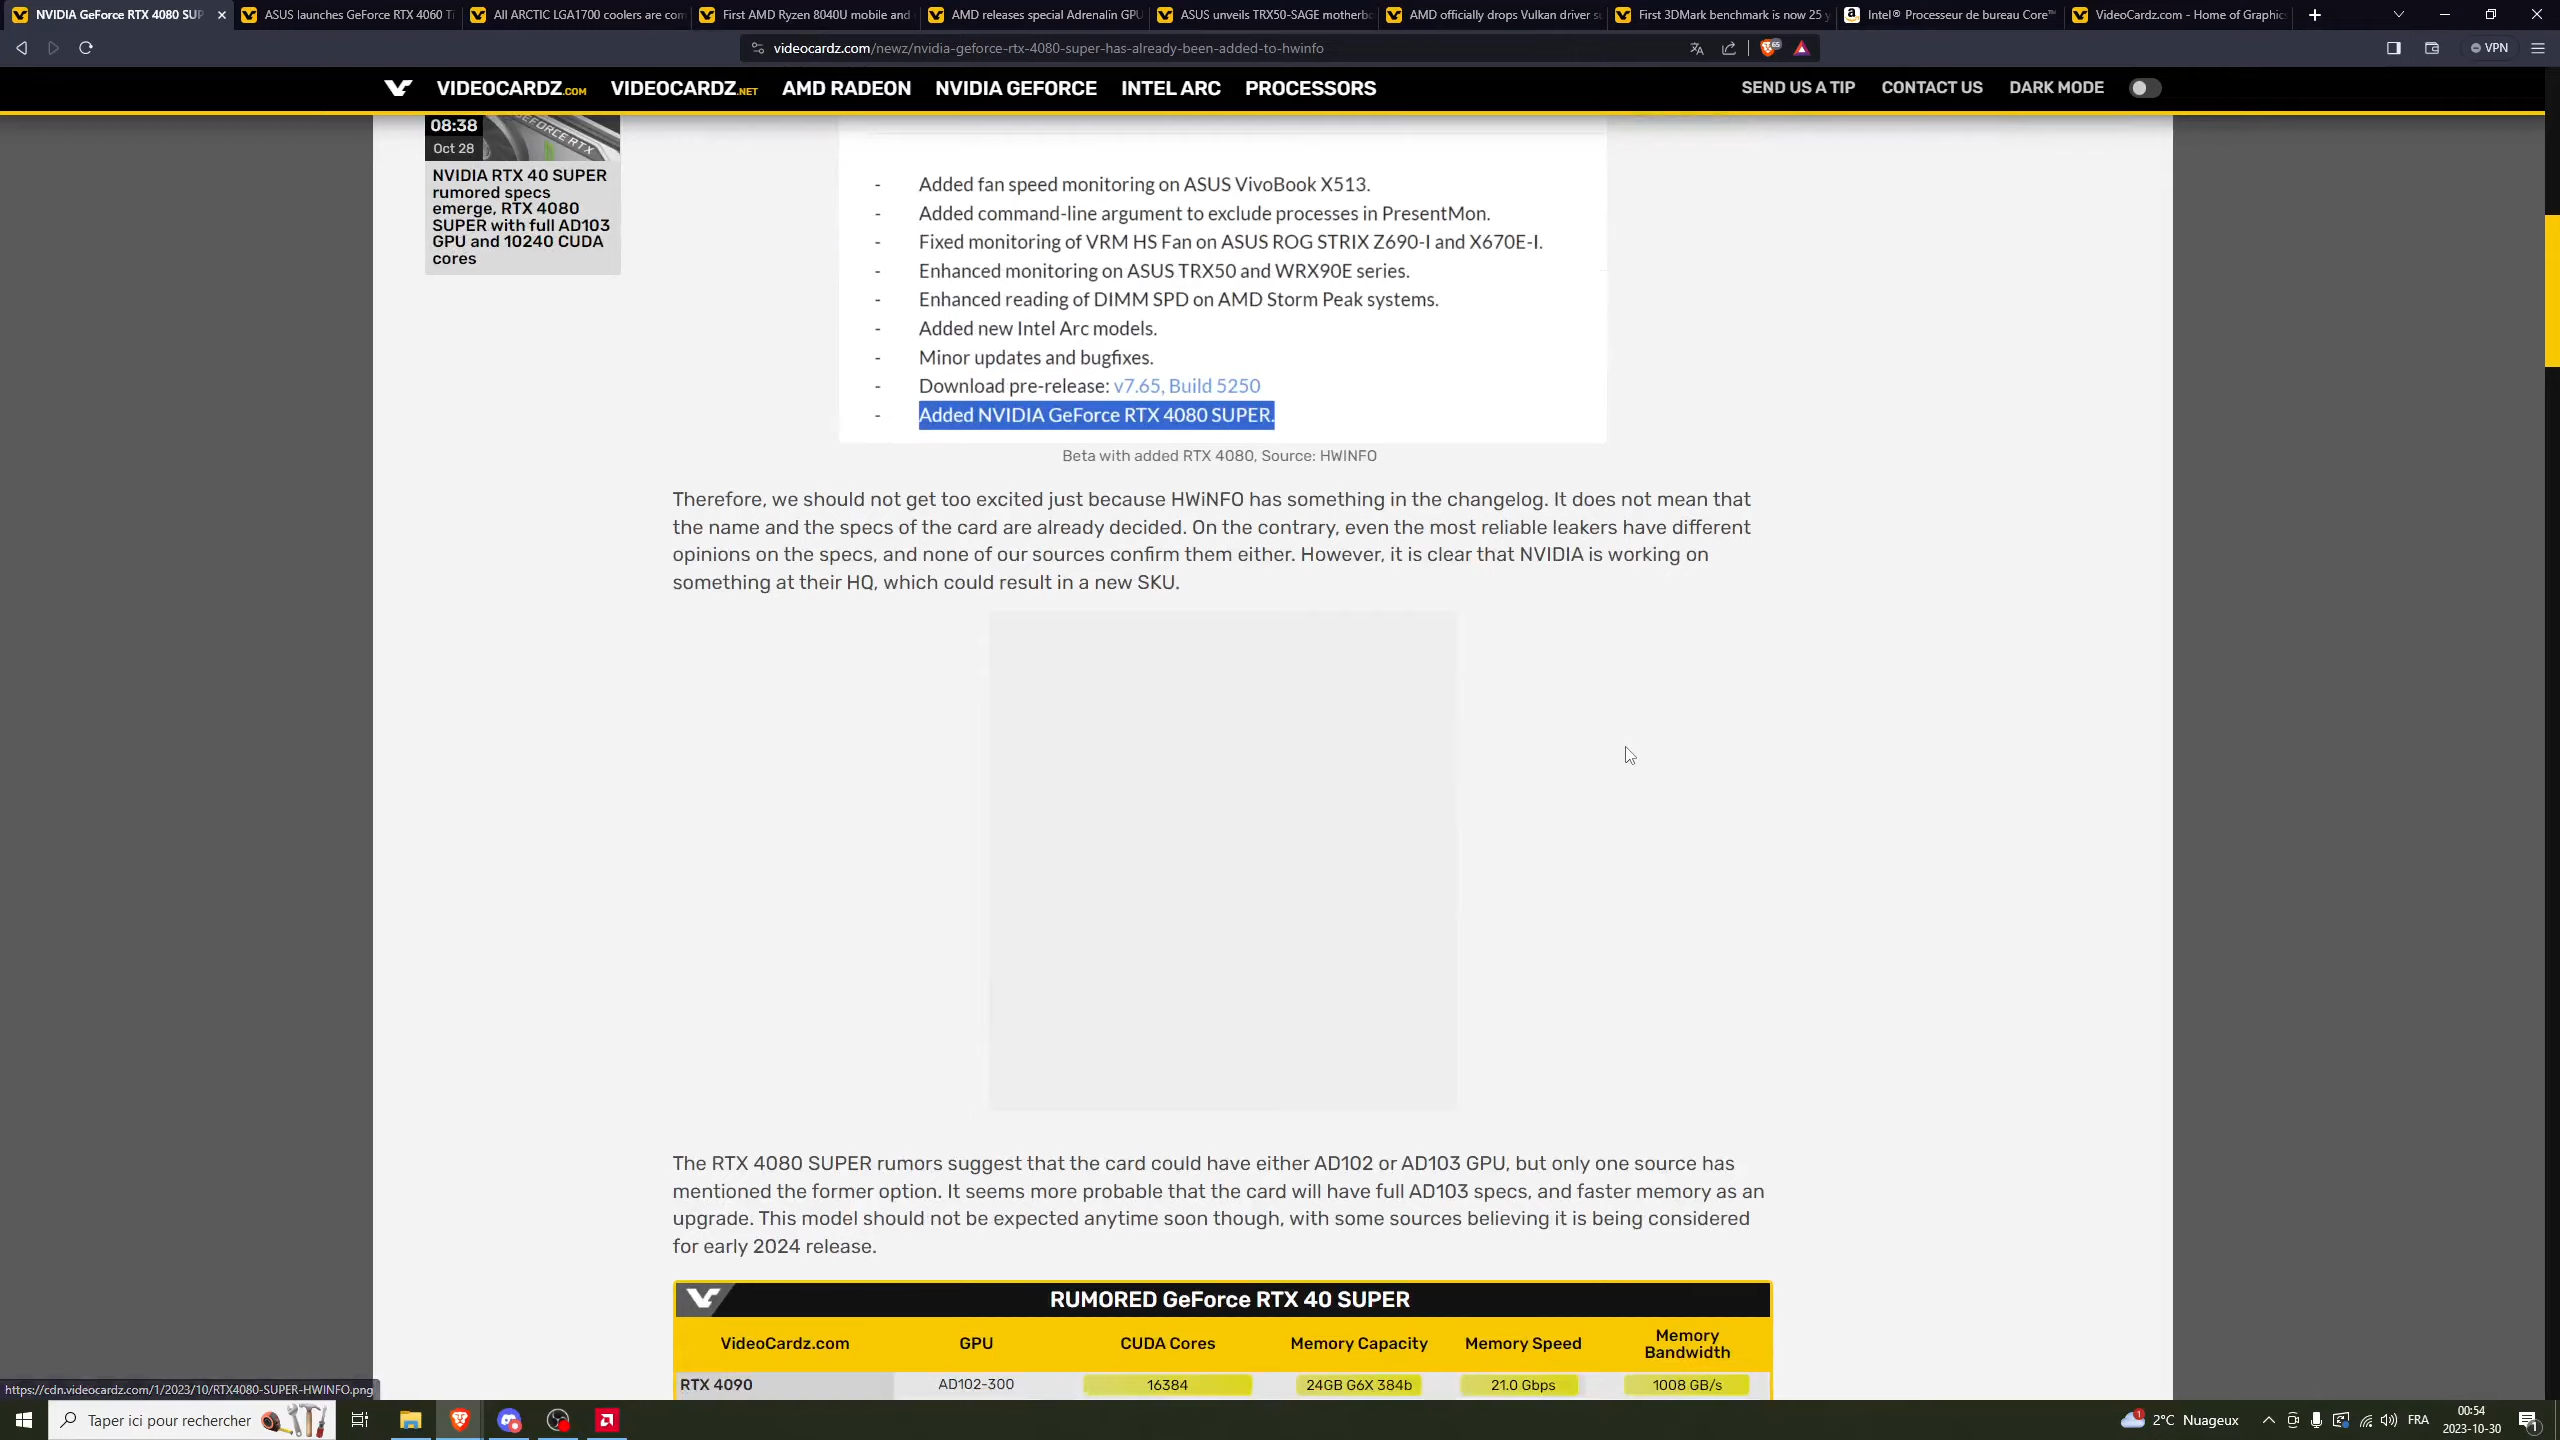 NVIDIA GeForce RTX 4080 SUP
ASUS launches GeForce RTX 4060 Ti
All ARCTIC LGA1700 coolers are com
First AMD Ryzen 8040U mobile and
AMD releases special Adrenalin GPU
ASUS unveils TRX50-SAGE motherbo
AMD officially drops Vulkan driver su
First 3DMark benchmark is now 25 y
Intel® Processeur de bureau Core™
VideoCardz.com - Home of Graphic
videocardz.com/newz/nvidia-geforce-rtx-4080-super-has-already-been-added-to-hwinfo
65
VPN
VIDEOCARDZ.COM
VIDEOCARDZ.NET
AMD RADEON
NVIDIA GEFORCE
INTEL ARC
PROCESSORS
SEND US A TIP
CONTACT US
DARK MODE
08:38
Oct 28
GEFORCE RTX
NVIDIA RTX 40 SUPER
rumored specs
emerge, RTX 4080
SUPER with full AD103
GPU and 10240 CUDA
cores
- Added fan speed monitoring on ASUS VivoBook X513.
- Added command-line argument to exclude processes in PresentMon.
- Fixed monitoring of VRM HS Fan on ASUS ROG STRIX Z690-I and X670E-I.
- Enhanced monitoring on ASUS TRX50 and WRX90E series.
- Enhanced reading of DIMM SPD on AMD Storm Peak systems.
- Added new Intel Arc models.
- Minor updates and bugfixes.
- Download pre-release: v7.65, Build 5250
- Added NVIDIA GeForce RTX 4080 SUPER.
Beta with added RTX 4080, Source: HWINFO
Therefore, we should not get too excited just because HWiNFO has something in the changelog. It does not mean that
the name and the specs of the card are already decided. On the contrary, even the most reliable leakers have different
opinions on the specs, and none of our sources confirm them either. However, it is clear that NVIDIA is working on
something at their HQ, which could result in a new SKU.
The RTX 4080 SUPER rumors suggest that the card could have either AD102 or AD103 GPU, but only one source has
mentioned the former option. It seems more probable that the card will have full AD103 specs, and faster memory as an
upgrade. This model should not be expected anytime soon though, with some sources believing it is being considered
for early 2024 release.
RUMORED GeForce RTX 40 SUPER
VideoCardz.com GPU CUDA Cores Memory Capacity Memory Speed Memory Bandwidth
RTX 4090 AD102-300 16384 24GB G6X 384b 21.0 Gbps 1008 GB/s
https://cdn.videocardz.com/1/2023/10/RTX4080-SUPER-HWINFO.png
Taper ici pour rechercher
1
2°C Nuageux
FRA
00:54
2023-10-30
1